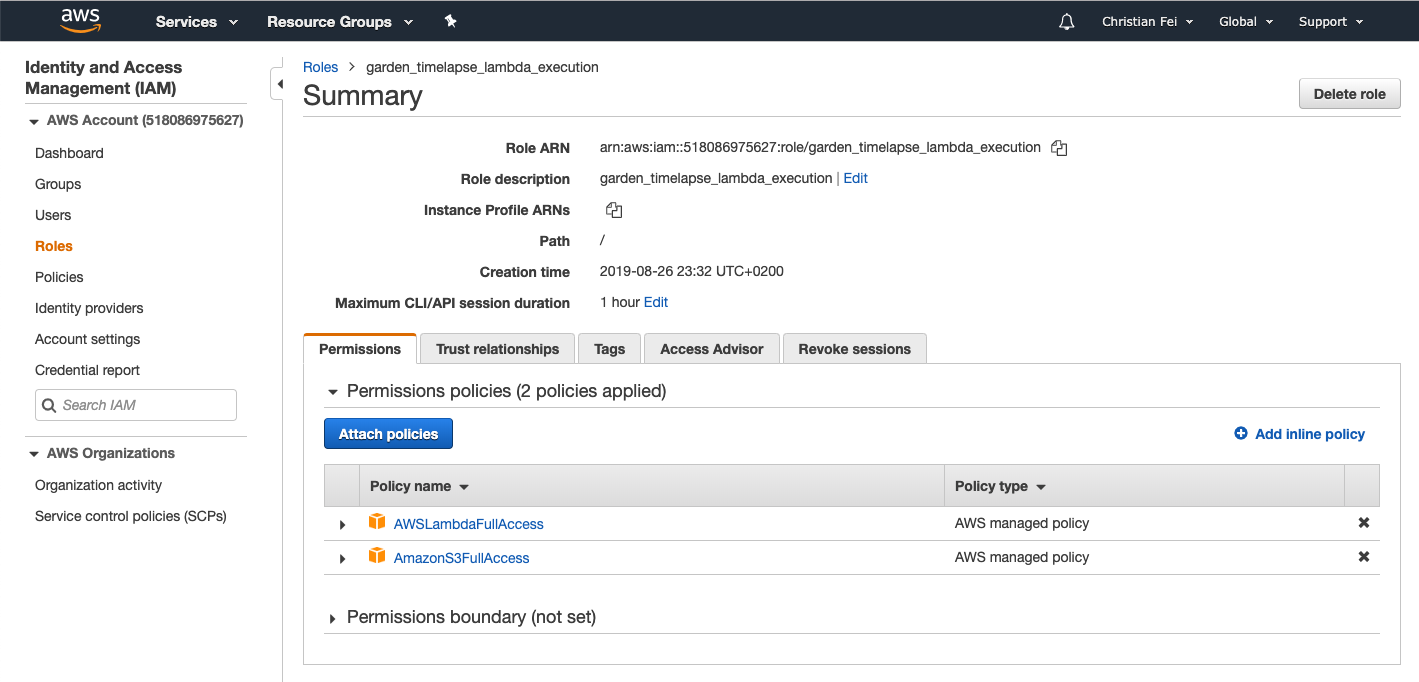 aws Services Resource Groups Christian Fei Global Support
Identity and Access
Management (IAM)
AWS Account (518086975627)
Dashboard
Groups
Users
Roles
Policies
Identity providers
Account settings
Credential report
Search IAM
AWS Organizations
Organization activity
Service control policies (SCPs)
Roles > garden_timelapse_lambda_execution
Summary
Delete role
Role ARN arn:aws:iam::518086975627:role/garden_timelapse_lambda_execution
Role description garden_timelapse_lambda_execution | Edit
Instance Profile ARNs
Path /
Creation time 2019-08-26 23:32 UTC+0200
Maximum CLI/API session duration 1 hour Edit
Permissions Trust relationships Tags Access Advisor Revoke sessions
Permissions policies (2 policies applied)
Attach policies Add inline policy
Policy name Policy type
AWSLambdaFullAccess AWS managed policy
AmazonS3FullAccess AWS managed policy
Permissions boundary (not set)